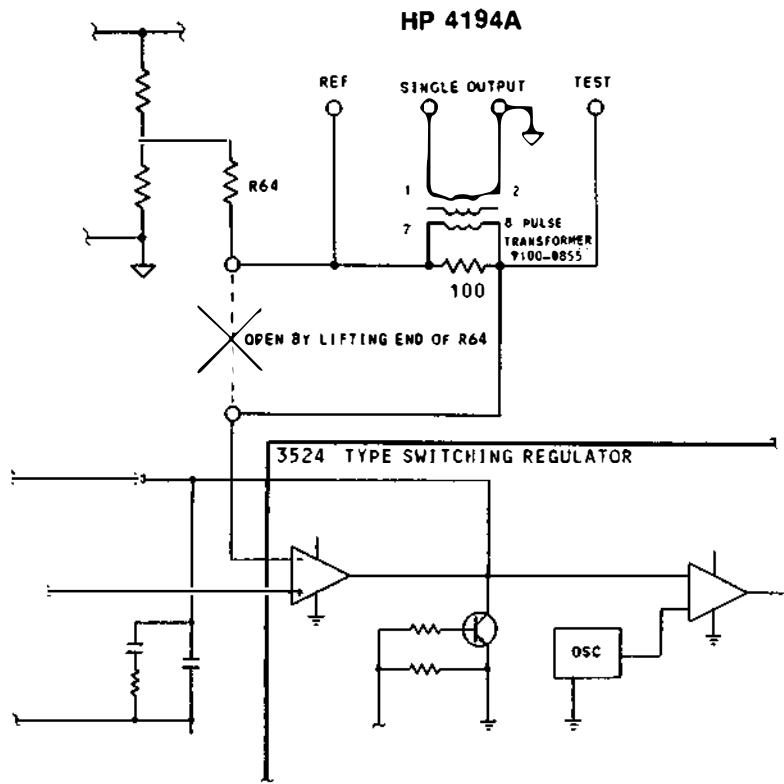 HP 4194A
REF
SINGLE OUTPUT
TEST
R64
1
2
7
8 PULSE
TRANSFORMER
9100-0855
100
OPEN BY LIFTING END OF R64
3524 TYPE SWITCHING REGULATOR
-
+
OSC